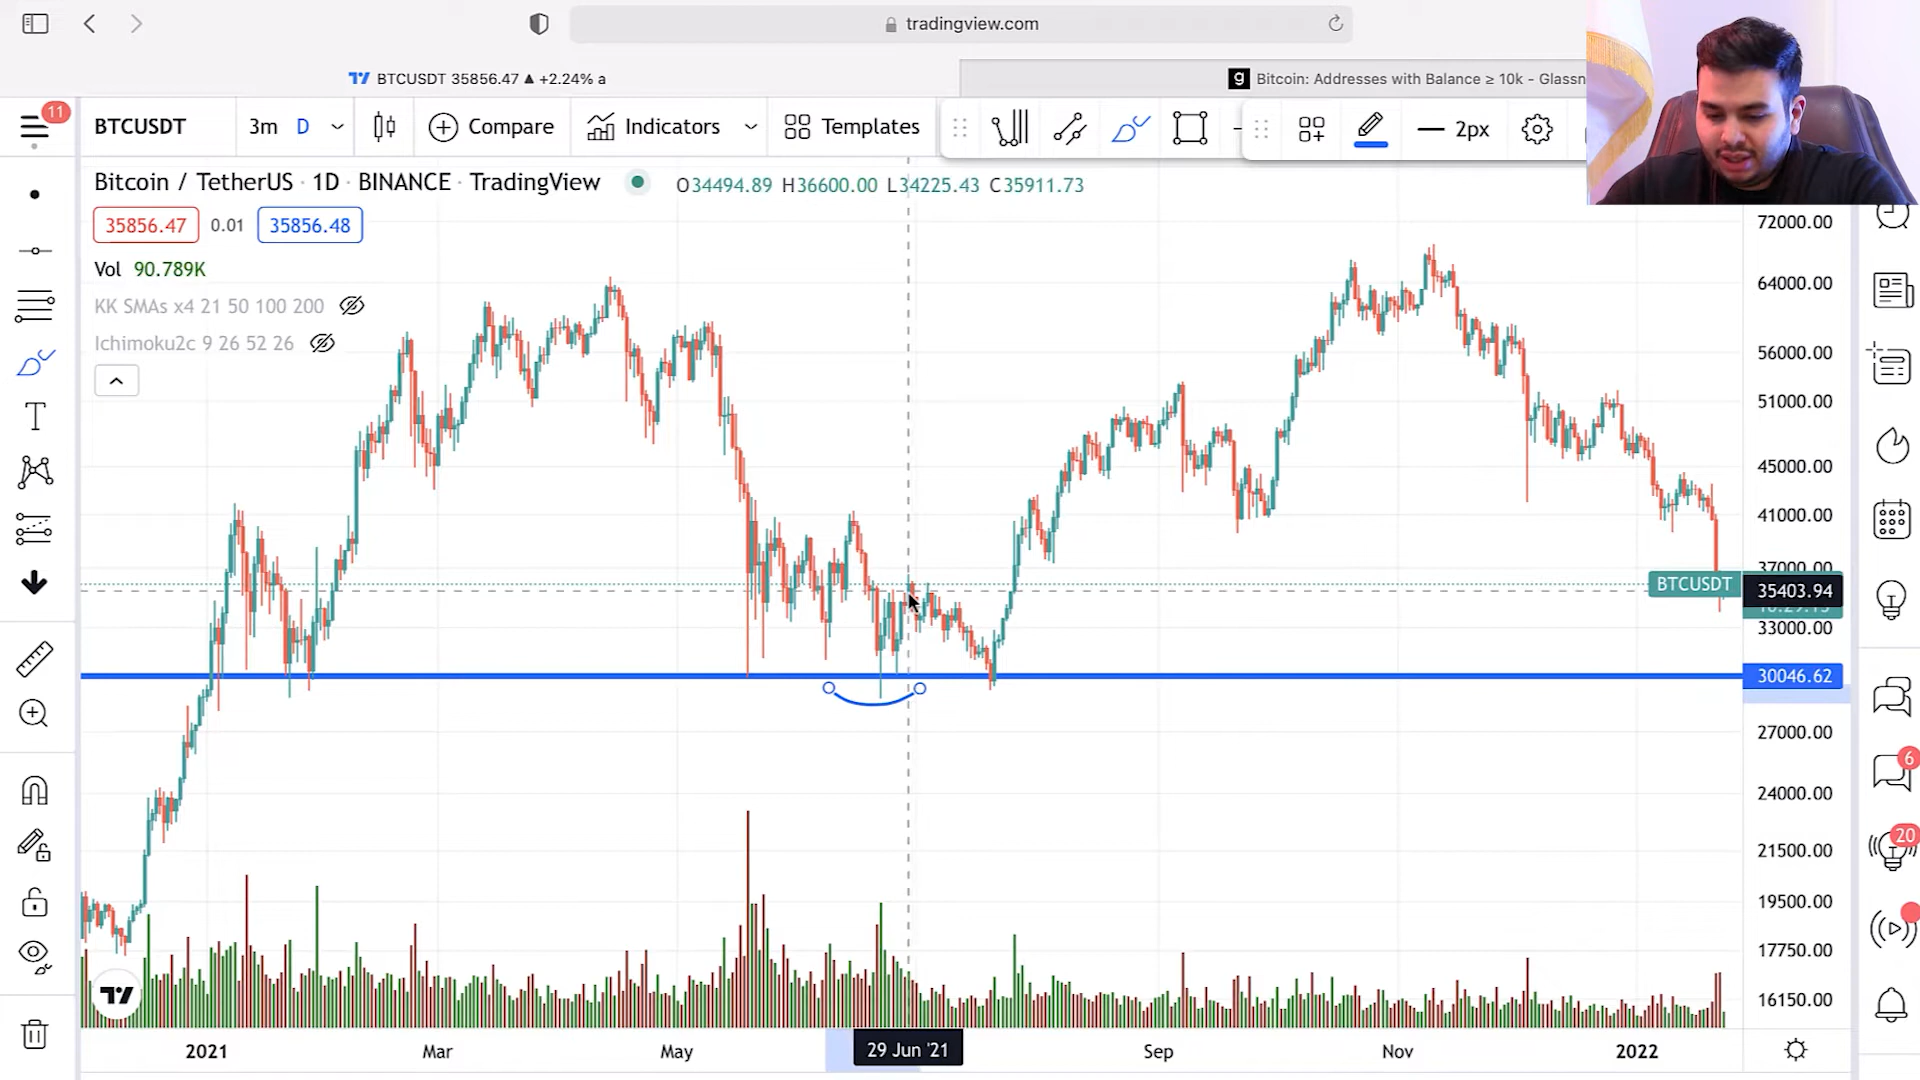 tradingview.com
BTCUSDT 35856.47 ▲ +2.24% a
Bitcoin: Addresses with Balance ≥ 10k - Glassn
11
BTCUSDT
3m D
Compare
Indicators
Templates
2px
Bitcoin / TetherUS · 1D · BINANCE · TradingView
O34494.89 H36600.00 L34225.43 C35911.73
35856.47 0.01 35856.48
Vol 90.789K
KK SMAs x4 21 50 100 200
Ichimoku2c 9 26 52 26
72000.00
64000.00
56000.00
51000.00
45000.00
41000.00
37000.00
BTCUSDT 35403.94
33000.00
30046.62
27000.00
24000.00
21500.00
19500.00
17750.00
16150.00
6
20
2021 Mar May 29 Jun '21 Sep Nov 2022